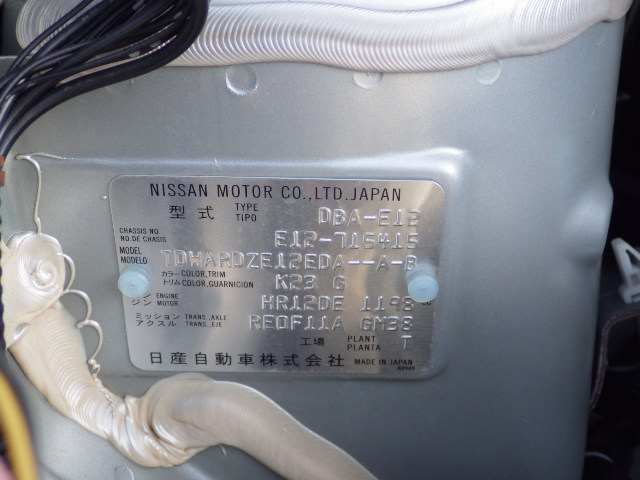 NISSAN MOTOR CO.,LTD.JAPAN
型式 TYPE TIPO DBA-E12
CHASSIS NO. NO.DE CHASIS E12-715415
MODEL MODELO TDHARDZE12EDA--A-B
カラー COLOR,TRIM トリム COLOR,GUARNICION K23 G
ENGINE MOTOR HR12DE 1198
ミッション TRANS., AXLE アクスル TRANS., EJE RE0F11A GM38
工場 PLANT PLANTA T
日産自動車株式会社 MADE IN JAPAN